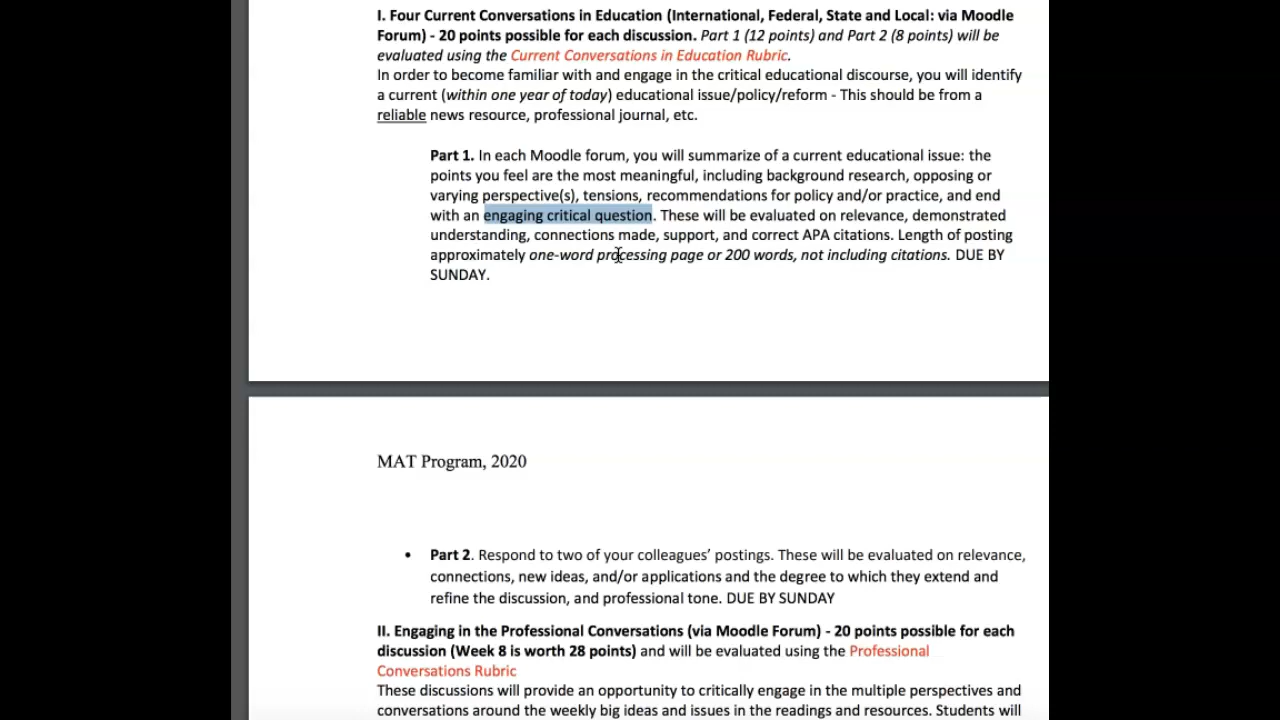 I. Four Current Conversations in Education (International, Federal, State and Local: via Moodle
Forum) - 20 points possible for each discussion. Part 1 (12 points) and Part 2 (8 points) will be
evaluated using the Current Conversations in Education Rubric.
In order to become familiar with and engage in the critical educational discourse, you will identify
a current (within one year of today) educational issue/policy/reform - This should be from a
reliable news resource, professional journal, etc.
Part 1. In each Moodle forum, you will summarize of a current educational issue: the
points you feel are the most meaningful, including background research, opposing or
varying perspective(s), tensions, recommendations for policy and/or practice, and end
with an engaging critical question. These will be evaluated on relevance, demonstrated
understanding, connections made, support, and correct APA citations. Length of posting
approximately one-word processing page or 200 words, not including citations. DUE BY
SUNDAY.
MAT Program, 2020
• Part 2. Respond to two of your colleagues’ postings. These will be evaluated on relevance,
connections, new ideas, and/or applications and the degree to which they extend and
refine the discussion, and professional tone. DUE BY SUNDAY
II. Engaging in the Professional Conversations (via Moodle Forum) - 20 points possible for each
discussion (Week 8 is worth 28 points) and will be evaluated using the Professional
Conversations Rubric
These discussions will provide an opportunity to critically engage in the multiple perspectives and
conversations around the weekly big ideas and issues in the readings and resources. Students will